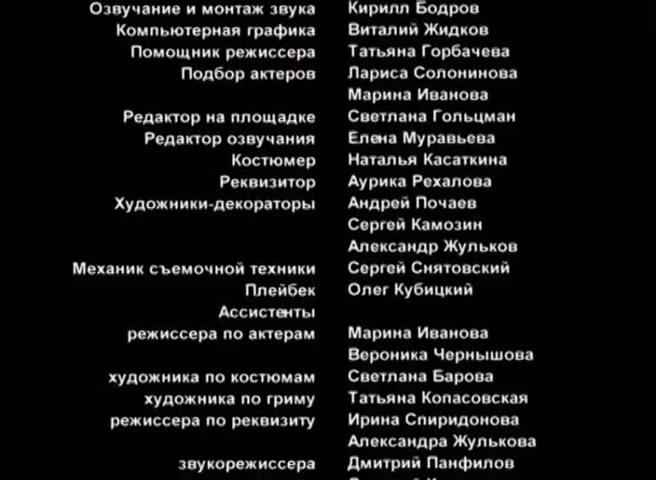 Озвучание и монтаж звука Кирилл Бодров
Компьютерная графика Виталий Жидков
Помощник режиссера Татьяна Горбачева
Подбор актеров Лариса Солонинова
Марина Иванова
Редактор на площадке Светлана Гольцман
Редактор озвучания Елена Муравьева
Костюмер Наталья Касаткина
Реквизитор Аурика Рехалова
Художники-декораторы Андрей Почаев
Сергей Камозин
Александр Жульков
Механик съемочной техники Сергей Снятовский
Плейбек Олег Кубицкий
Ассистенты
режиссера по актерам Марина Иванова
Вероника Чернышова
художника по костюмам Светлана Барова
художника по гриму Татьяна Копасовская
режиссера по реквизиту Ирина Спиридонова
Александра Жулькова
звукорежиссера Дмитрий Панфилов